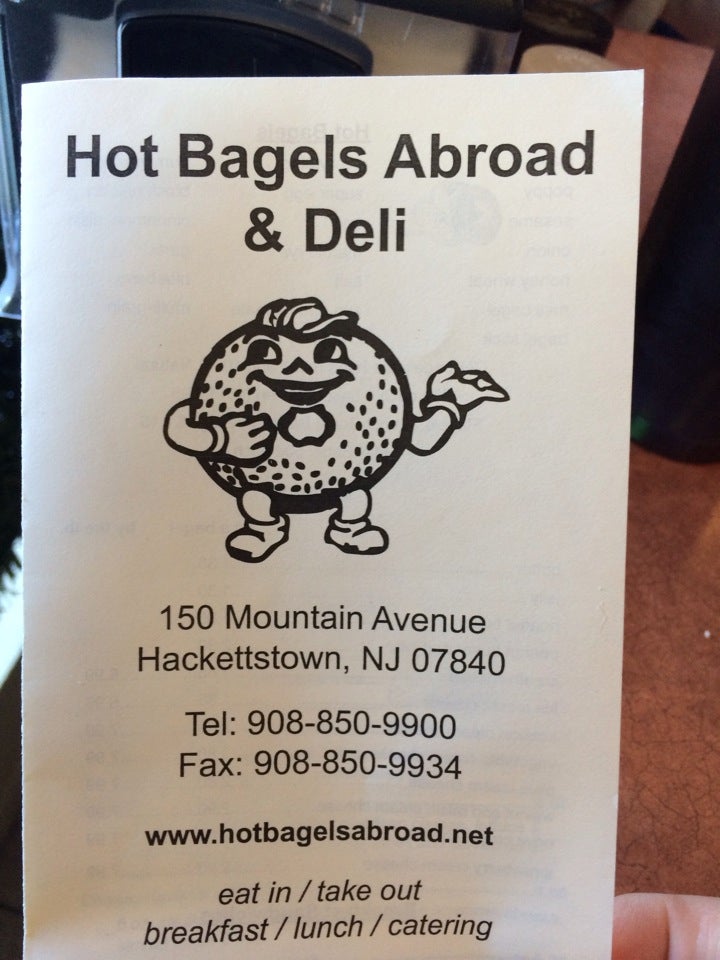 Hot Bagels Abroad
& Deli
150 Mountain Avenue
Hackettstown, NJ 07840
Tel: 908-850-9900
Fax: 908-850-9934
www.hotbagelsabroad.net
eat in / take out
breakfast / lunch / catering